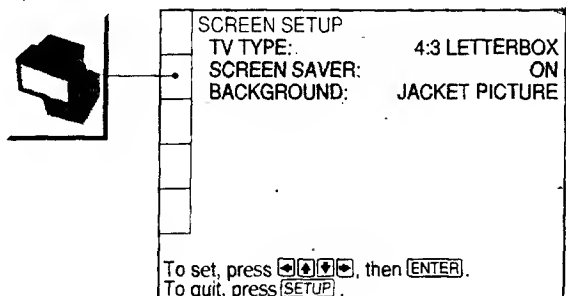 SCREEN SETUP
TV TYPE: 4:3 LETTERBOX
SCREEN SAVER: ON
BACKGROUND: JACKET PICTURE
To set, press ←↑↓→, then ENTER.
To quit, press SETUP.